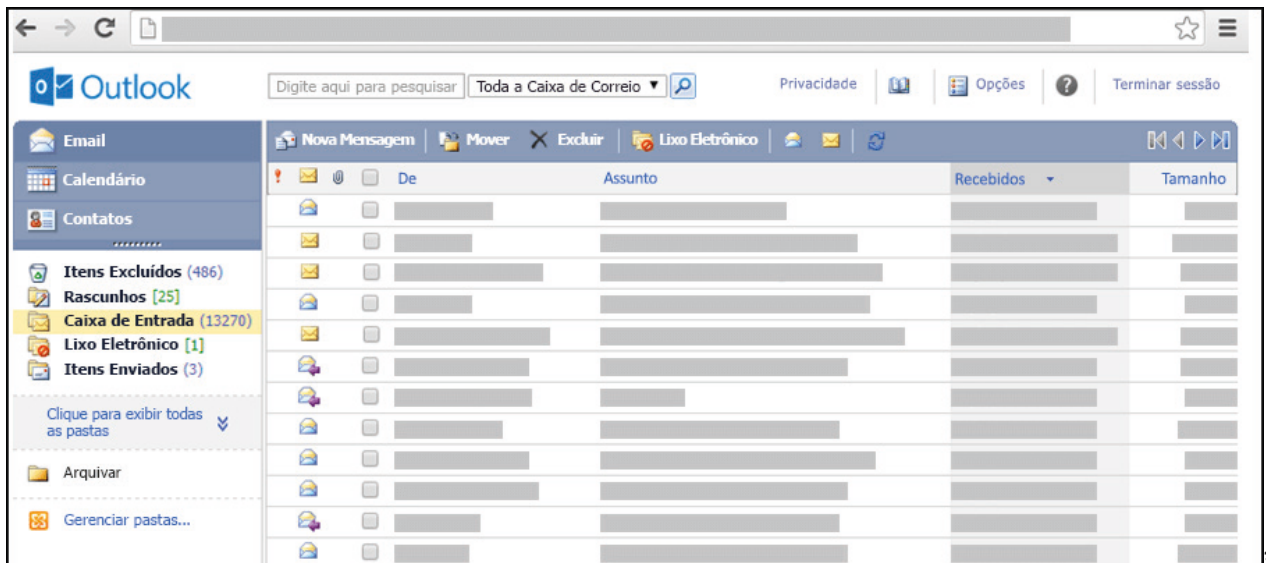 Outlook
Digite aqui para pesquisar Toda a Caixa de Correio Privacidade Opções Terminar sessão
Email
Calendário
Contatos
Itens Excluídos (486)
Rascunhos [25]
Caixa de Entrada (13270)
Lixo Eletrônico [1]
Itens Enviados (3)
Clique para exibir todas
as pastas
Arquivar
Gerenciar pastas...
Nova Mensagem Mover Excluir Lixo Eletrônico
De Assunto Recebidos Tamanho